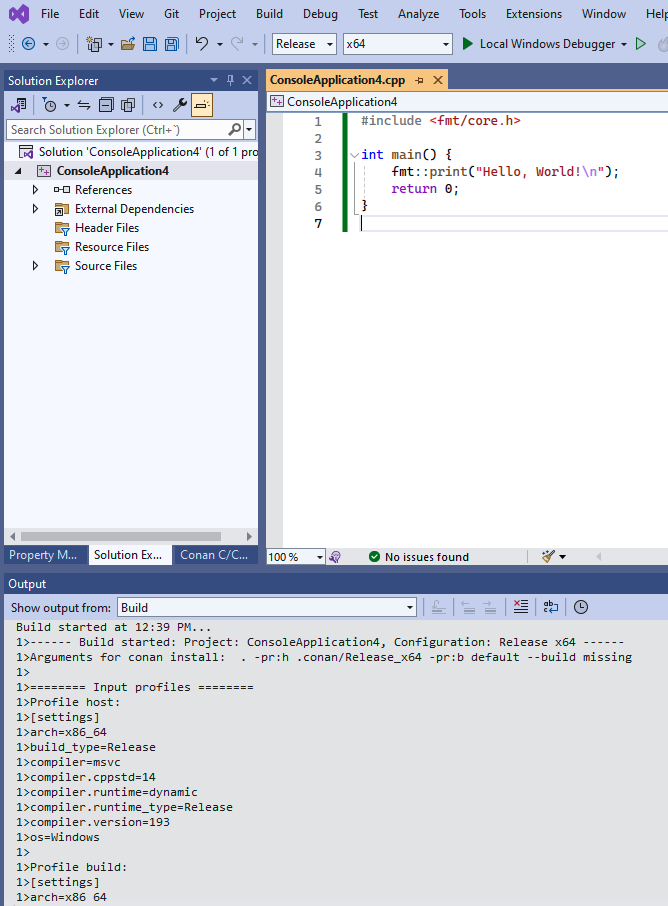 File Edit View Git Project Build Debug Test Analyze Tools Extensions Window Help
Release x64 Local Windows Debugger
Solution Explorer
Search Solution Explorer (Ctrl+`)
Solution 'ConsoleApplication4' (1 of 1 pro
ConsoleApplication4
References
External Dependencies
Header Files
Resource Files
Source Files
Property M... Solution Ex... Conan C/C...
ConsoleApplication4.cpp
ConsoleApplication4
1 #include <fmt/core.h>
2
3 int main() {
4 fmt::print("Hello, World!\n");
5 return 0;
6 }
7
100 % No issues found
Output
Show output from: Build
Build started at 12:39 PM...
1>------ Build started: Project: ConsoleApplication4, Configuration: Release x64 ------
1>Arguments for conan install:  . -pr:h .conan/Release_x64 -pr:b default --build missing
1>
1>======== Input profiles ========
1>Profile host:
1>[settings]
1>arch=x86_64
1>build_type=Release
1>compiler=msvc
1>compiler.cppstd=14
1>compiler.runtime=dynamic
1>compiler.runtime_type=Release
1>compiler.version=193
1>os=Windows
1>
1>Profile build:
1>[settings]
1>arch=x86_64